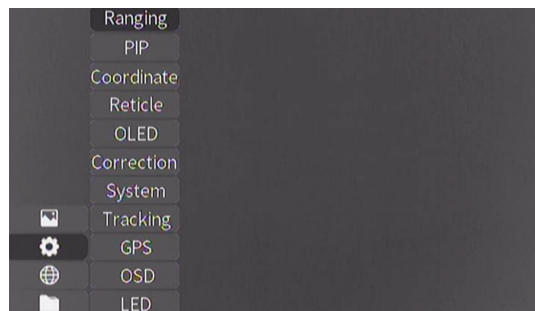 Ranging
PIP
Coordinate
Reticle
OLED
Correction
System
Tracking
GPS
OSD
LED